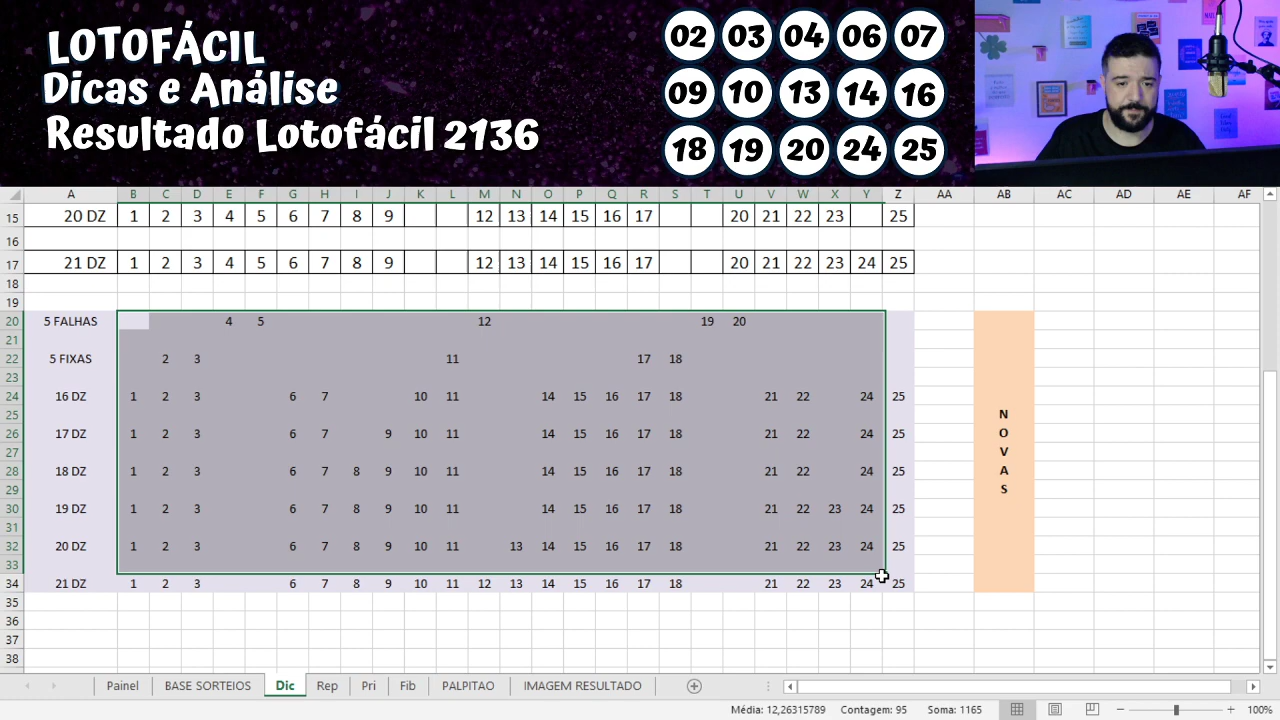 LOTOFÁCIL
Dicas e Análise
Resultado Lotofácil 2136
02 03 04 06 07
09 10 13 14 16
18 19 20 24 25
A B C D E F G H I J K L M N O P Q R S T U V W X Y Z AA AB AC AD AE AF
15 20 DZ 1 2 3 4 5 6 7 8 9 12 13 14 15 16 17 20 21 22 23 25
16
17 21 DZ 1 2 3 4 5 6 7 8 9 12 13 14 15 16 17 20 21 22 23 24 25
18
19
20 5 FALHAS 4 5 12 19 20
21
22 5 FIXAS 2 3 11 17 18
23
24 16 DZ 1 2 3 6 7 10 11 14 15 16 17 18 21 22 24 25
25 N
26 17 DZ 1 2 3 6 7 9 10 11 14 15 16 17 18 21 22 24 25 O
27 V
28 18 DZ 1 2 3 6 7 8 9 10 11 14 15 16 17 18 21 22 24 25 A
29 S
30 19 DZ 1 2 3 6 7 8 9 10 11 14 15 16 17 18 21 22 23 24 25
31
32 20 DZ 1 2 3 6 7 8 9 10 11 13 14 15 16 17 18 21 22 23 24 25
33
34 21 DZ 1 2 3 6 7 8 9 10 11 12 13 14 15 16 17 18 21 22 23 24 25
35
36
37
38
Painel BASE SORTEIOS Dic Rep Pri Fib PALPITAO IMAGEM RESULTADO
Média: 12,26315789 Contagem: 95 Soma: 1165 100%